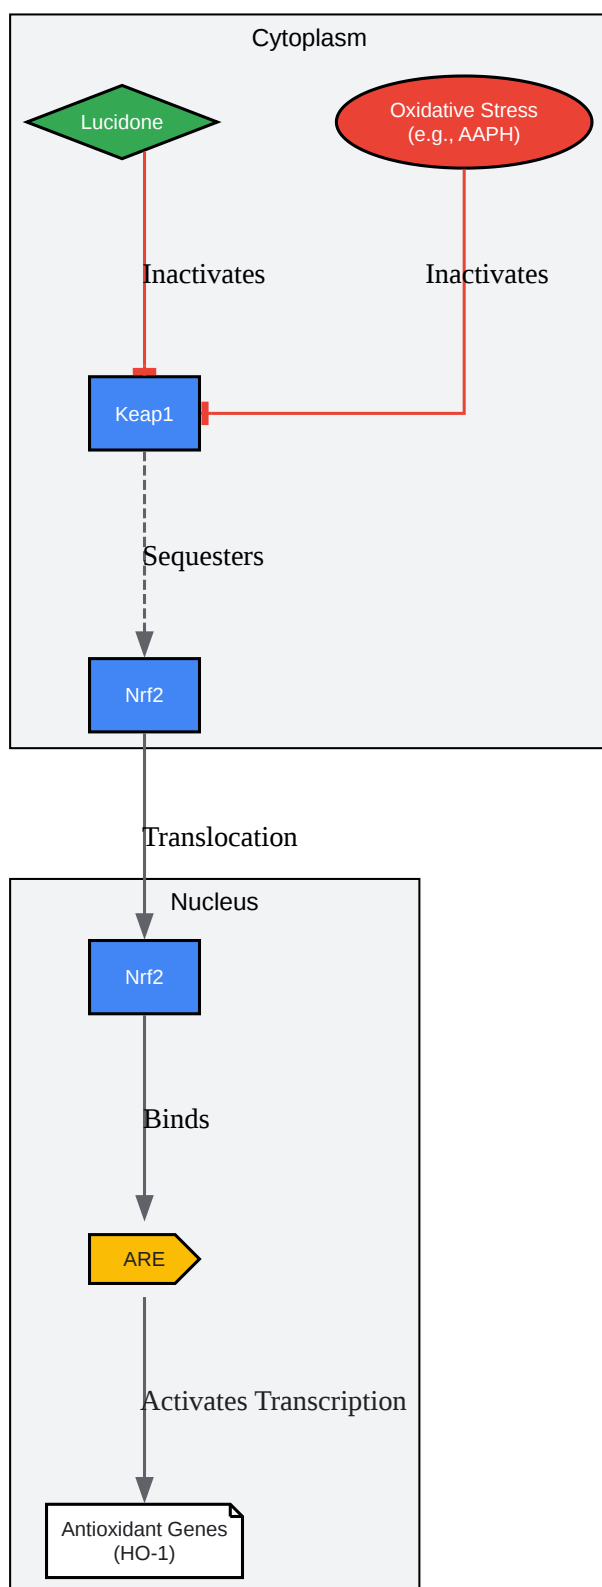 Cytoplasm
Lucidone
Oxidative Stress
(e.g., AAPH)
Inactivates
Inactivates
Keap1
Sequesters
Nrf2
Translocation
Nucleus
Nrf2
Binds
ARE
Activates Transcription
Antioxidant Genes
(HO-1)